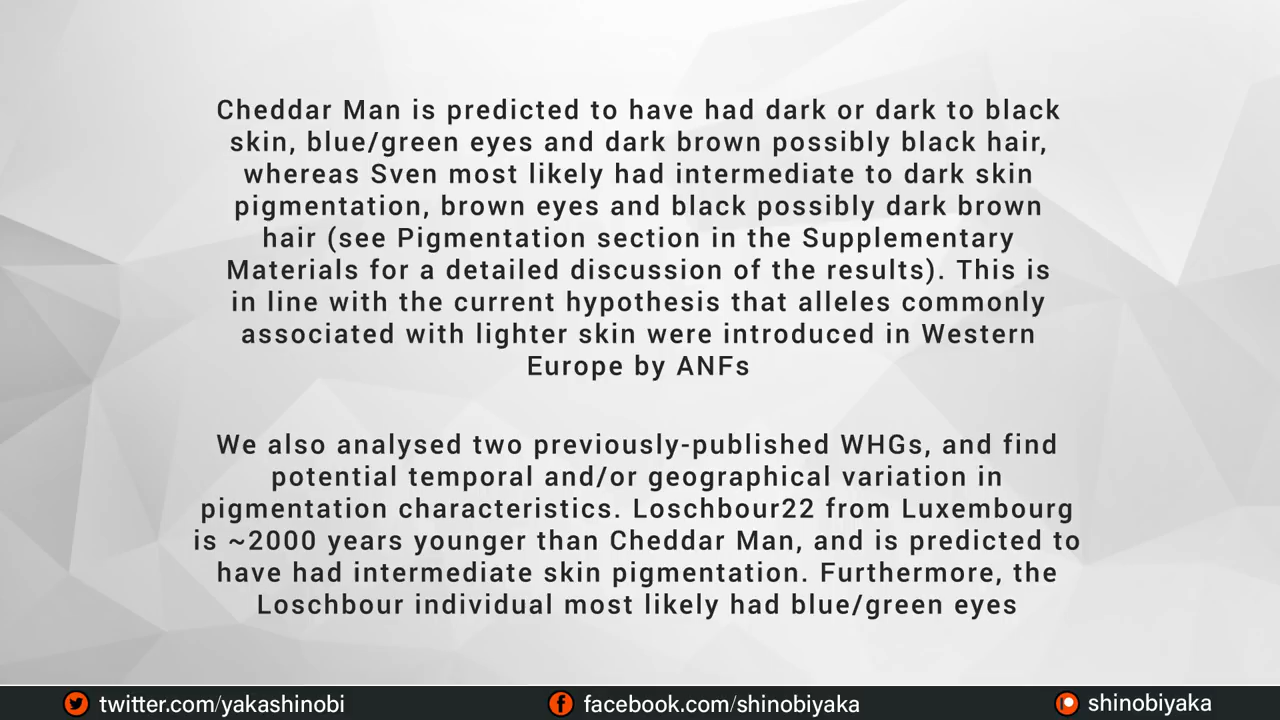 Cheddar Man is predicted to have had dark or dark to black
skin, blue/green eyes and dark brown possibly black hair,
whereas Sven most likely had intermediate to dark skin
pigmentation, brown eyes and black possibly dark brown
hair (see Pigmentation section in the Supplementary
Materials for a detailed discussion of the results). This is
in line with the current hypothesis that alleles commonly
associated with lighter skin were introduced in Western
Europe by ANFs
We also analysed two previously-published WHGs, and find
potential temporal and/or geographical variation in
pigmentation characteristics. Loschbour22 from Luxembourg
is ~2000 years younger than Cheddar Man, and is predicted to
have had intermediate skin pigmentation. Furthermore, the
Loschbour individual most likely had blue/green eyes
twitter.com/yakashinobi
facebook.com/shinobiyaka
shinobiyaka